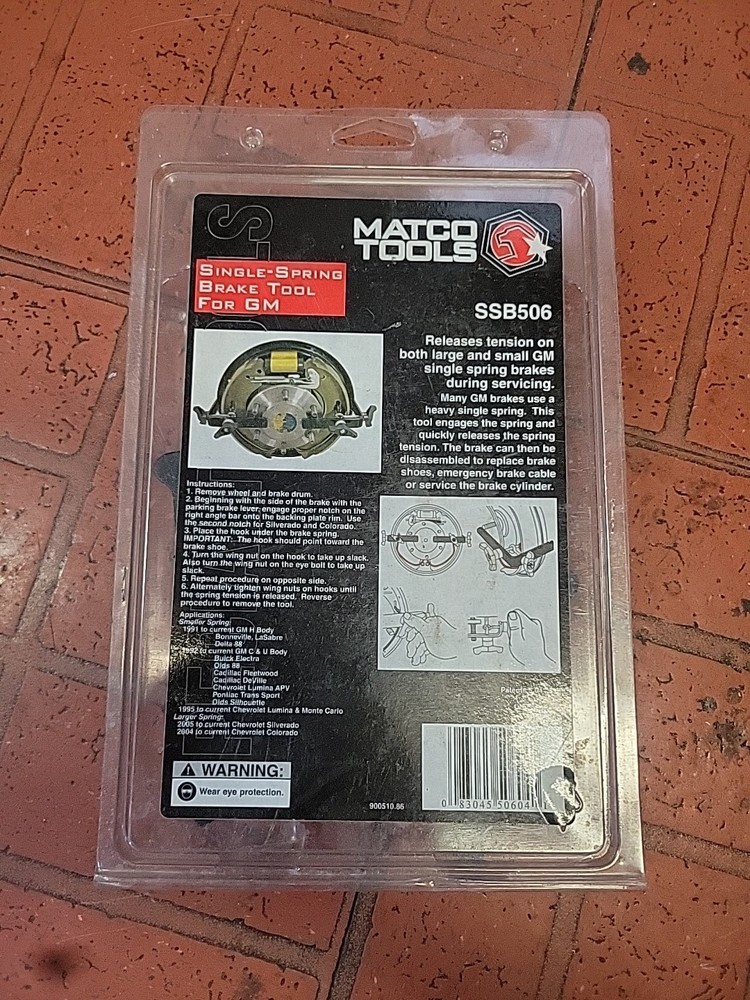 MATCO
TOOLS
SINGLE-SPRING
BRAKE TOOL
FOR GM
SSB506
Releases tension on
both large and small GM
single spring brakes
during servicing.
Many GM brakes use a
heavy single spring. This
tool engages the spring and
quickly releases the spring
tension. The brake can then be
disassembled to replace brake
shoes, emergency brake cable
or service the brake cylinder.
Instructions:
1. Remove wheel and brake drum.
2. Beginning with the side of the brake with the
parking brake lever, engage proper notch on the
right angle bar onto the backing plate rim. Use
the second notch for Silverado and Colorado.
3. Place the hook under the brake spring.
IMPORTANT: The hook should point toward the
brake shoe.
4. Turn the wing nut on the hook to take up slack.
Also turn the wing nut on the eye bolt to take up
slack.
5. Repeat procedure on opposite side.
6. Alternately tighten wing nuts on hooks until
the spring tension is released. Reverse
procedure to remove the tool.
Applications:
Smaller Spring:
1991 to current GM H Body
Bonneville, LaSabre
Delta 88
1992 to current GM C & U Body
Buick Electra
Olds 88
Cadillac Fleetwood
Cadillac DeVille
Chevrolet Lumina APV
Pontiac Trans Sport
Olds Silhouette
1995 to current Chevrolet Lumina & Monte Carlo
Larger Spring:
2005 to current Chevrolet Silverado
2004 to current Chevrolet Colorado
WARNING:
Wear eye protection.
900510.86
0 83045 50604